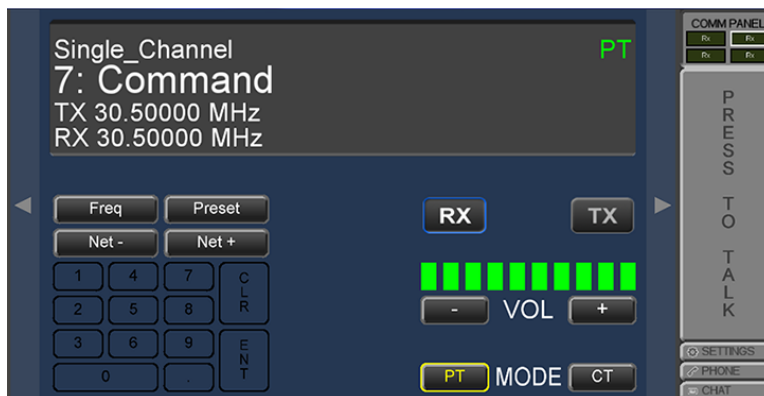 Single_Channel
PT
7: Command
TX 30.50000 MHz
RX 30.50000 MHz
Freq
Preset
Net -
Net +
1
4
7
CLR
2
5
8
3
6
9
ENT
0
.
RX
TX
-
VOL
+
PT
MODE
CT
COMM PANEL
Rx
Rx
Rx
Rx
PRESS TO TALK
SETTINGS
PHONE
CHAT